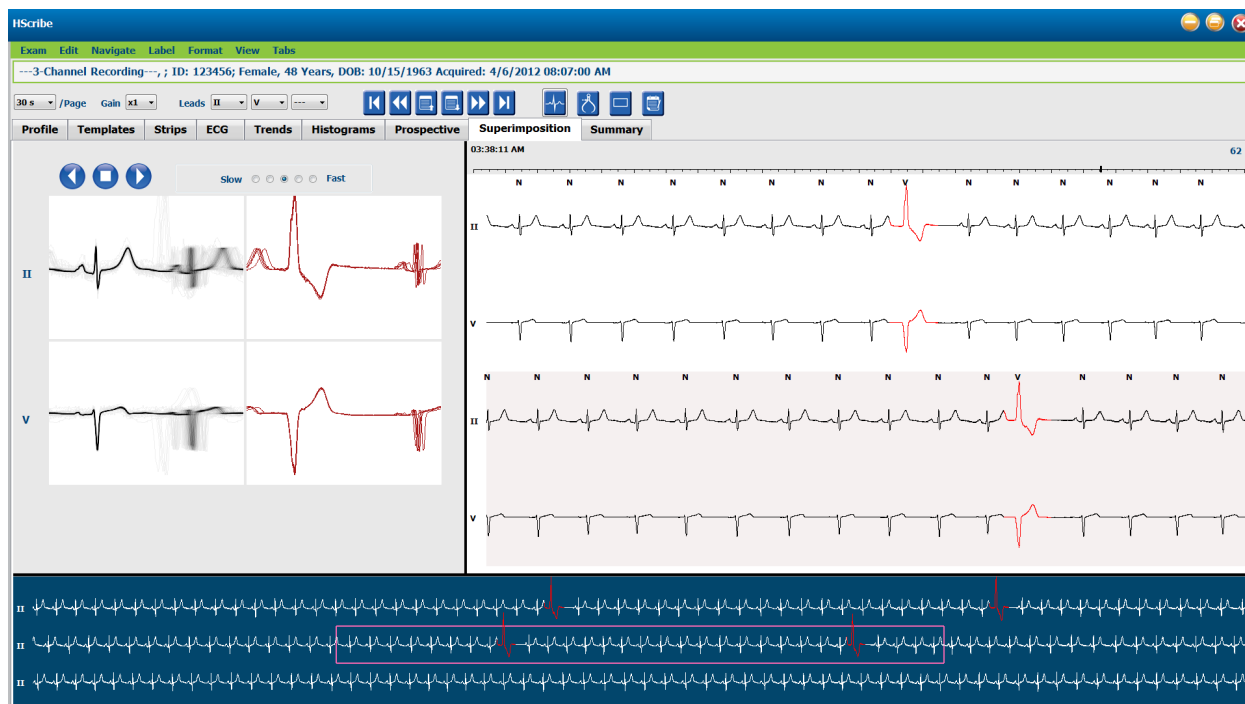 HScribe
Exam Edit Navigate Label Format View Tabs
---3-Channel Recording---, ; ID: 123456; Female, 48 Years, DOB: 10/15/1963 Acquired: 4/6/2012 08:07:00 AM
30 s /Page Gain x1 Leads II V ---
Profile Templates Strips ECG Trends Histograms Prospective Superimposition Summary
03:38:11 AM 62
Slow Fast
N N N N N N N N V N N N N N N
II
V
N N N N N N N N N N N V N N N N
II
V
II
V
II
II
II